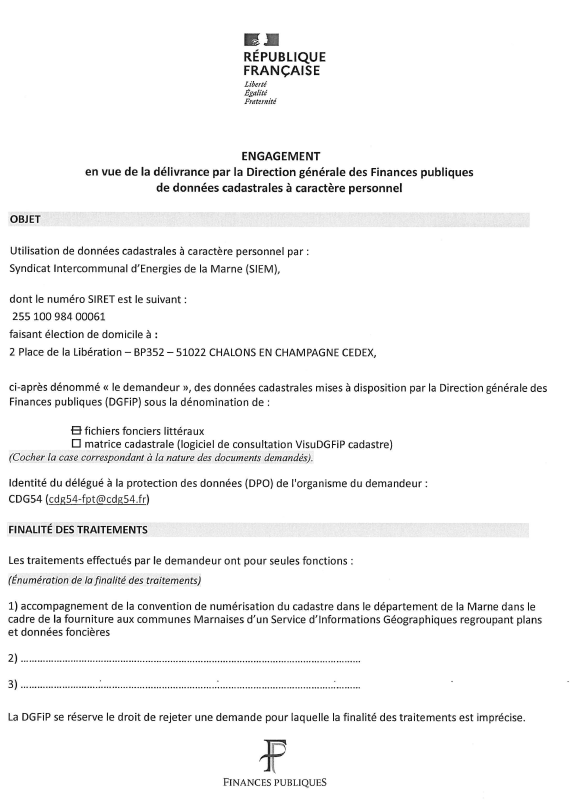 RÉPUBLIQUE
FRANÇAISE
Liberté
Égalité
Fraternité
ENGAGEMENT
en vue de la délivrance par la Direction générale des Finances publiques
de données cadastrales à caractère personnel
OBJET
Utilisation de données cadastrales à caractère personnel par :
Syndicat Intercommunal d'Energies de la Marne (SIEM),
dont le numéro SIRET est le suivant :
255 100 984 00061
faisant élection de domicile à :
2 Place de la Libération – BP352 – 51022 CHALONS EN CHAMPAGNE CEDEX,
ci-après dénommé « le demandeur », des données cadastrales mises à disposition par la Direction générale des
Finances publiques (DGFiP) sous la dénomination de :
fichiers fonciers littéraux
☐ matrice cadastrale (logiciel de consultation VisuDGFiP cadastre)
(Cocher la case correspondant à la nature des documents demandés).
Identité du délégué à la protection des données (DPO) de l'organisme du demandeur :
CDG54 (cdg54-fpt@cdg54.fr)
FINALITÉ DES TRAITEMENTS
Les traitements effectués par le demandeur ont pour seules fonctions :
(Énumération de la finalité des traitements)
1) accompagnement de la convention de numérisation du cadastre dans le département de la Marne dans le
cadre de la fourniture aux communes Marnaises d'un Service d'Informations Géographiques regroupant plans
et données foncières
2) ....................................................................................................
3) ....................................................................................................
La DGFiP se réserve le droit de rejeter une demande pour laquelle la finalité des traitements est imprécise.
FINANCES PUBLIQUES